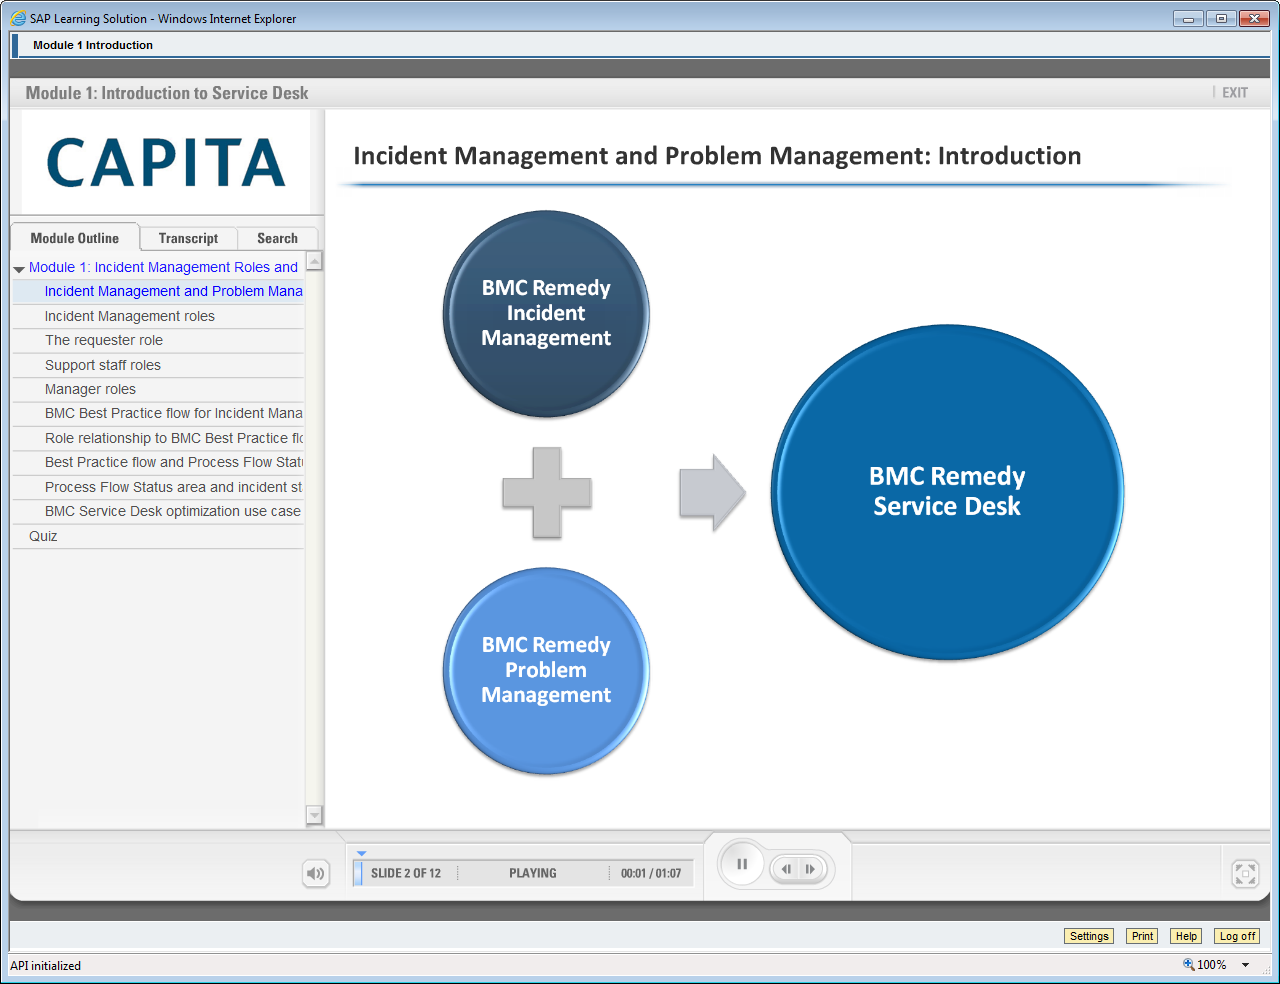 SAP Learning Solution - Windows Internet Explorer
Module 1 Introduction
Module 1: Introduction to Service Desk
EXIT
CAPITA
Incident Management and Problem Management: Introduction
Module Outline
Transcript
Search
Module 1: Incident Management Roles and
Incident Management and Problem Mana
Incident Management roles
The requester role
Support staff roles
Manager roles
BMC Best Practice flow for Incident Mana
Role relationship to BMC Best Practice flo
Best Practice flow and Process Flow Statu
Process Flow Status area and incident st
BMC Service Desk optimization use case
Quiz
BMC Remedy
Incident
Management
BMC Remedy
Problem
Management
BMC Remedy
Service Desk
SLIDE 2 OF 12
PLAYING
00:01 / 01:07
Settings
Print
Help
Log off
API initialized
100%